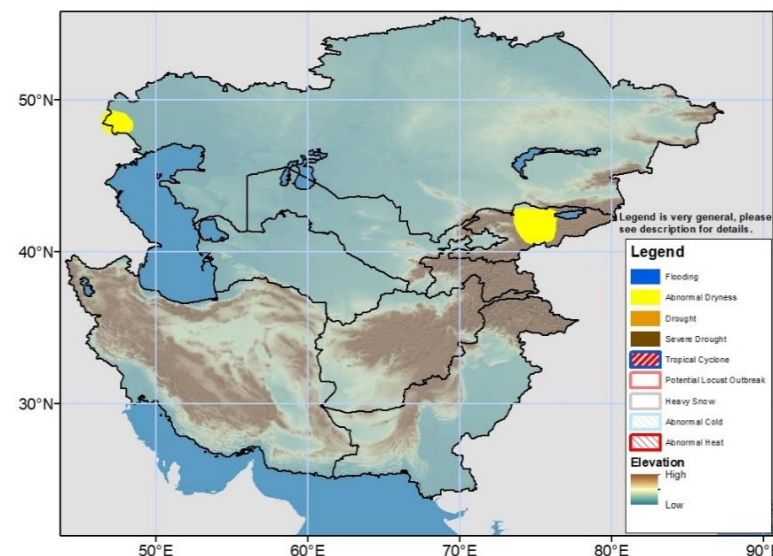 50°N
40°N
30°N
Legend is very general, please
see description for details.
Legend
Flooding
Abnormal Dryness
Drought
Severe Drought
Tropical Cyclone
Potential Locust Outbreak
Heavy Snow
Abnormal Cold
Abnormal Heat
Elevation
High
Low
50°E
60°E
70°E
80°E
90°E